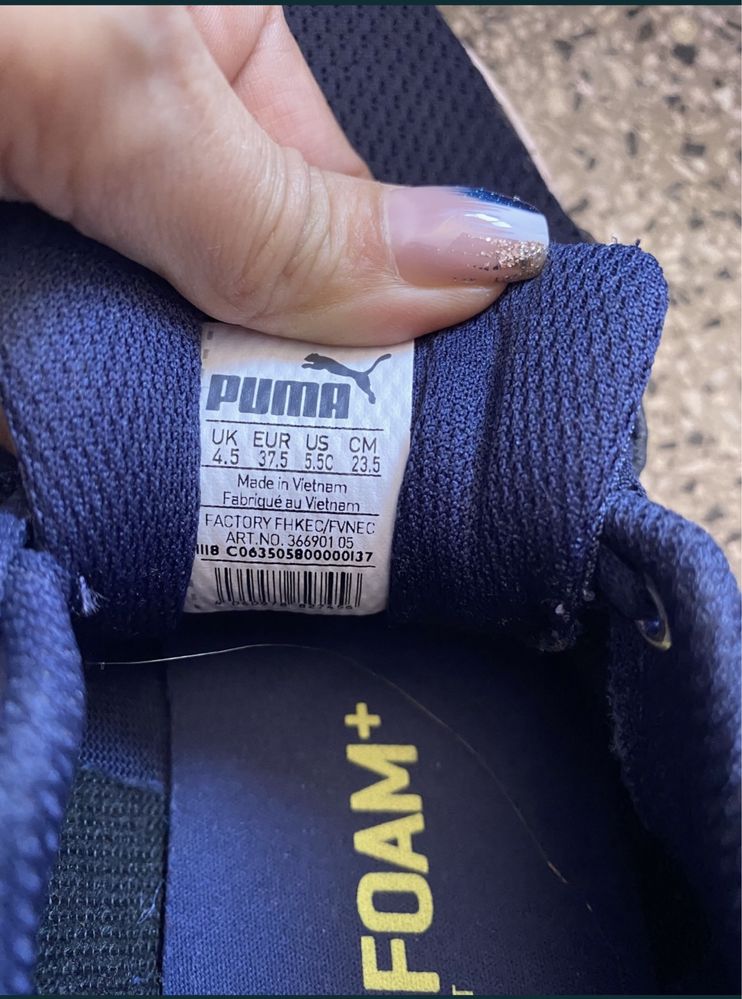 PUMA
UK EUR US CM
4.5 37.5 5.5C 23.5
Made in Vietnam
Fabriqué au Vietnam
FACTORY FHKEC/FVNEC
ART.NO. 366901 05
1118 C063505800000137
FOAM+